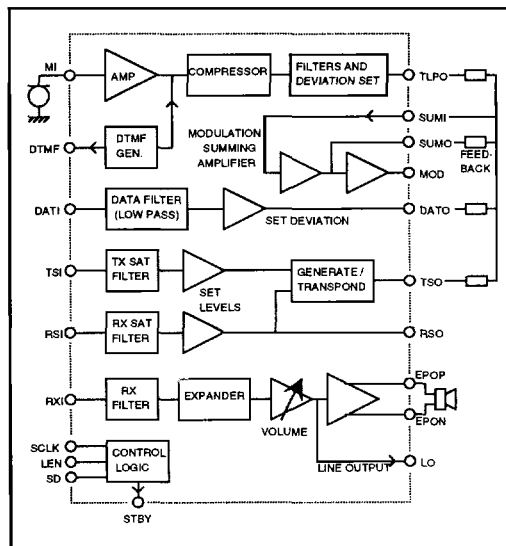 MI
AMP
COMPRESSOR
FILTERS AND
DEVIATION SET
TLPO
DTMF
DTMF
GEN.
MODULATION
SUMMING
AMPLIFIER
SUMI
SUMO
FEED-
BACK
MOD
DATI
DATA FILTER
(LOW PASS)
SET DEVIATION
DATO
TSI
TX SAT
FILTER
SET
LEVELS
GENERATE /
TRANSPOND
TSO
RSI
RX SAT
FILTER
RSO
RXI
RX
FILTER
EXPANDER
VOLUME
EPOP
EPON
SCLK
LEN
SD
CONTROL
LOGIC
LINE OUTPUT
LO
STBY